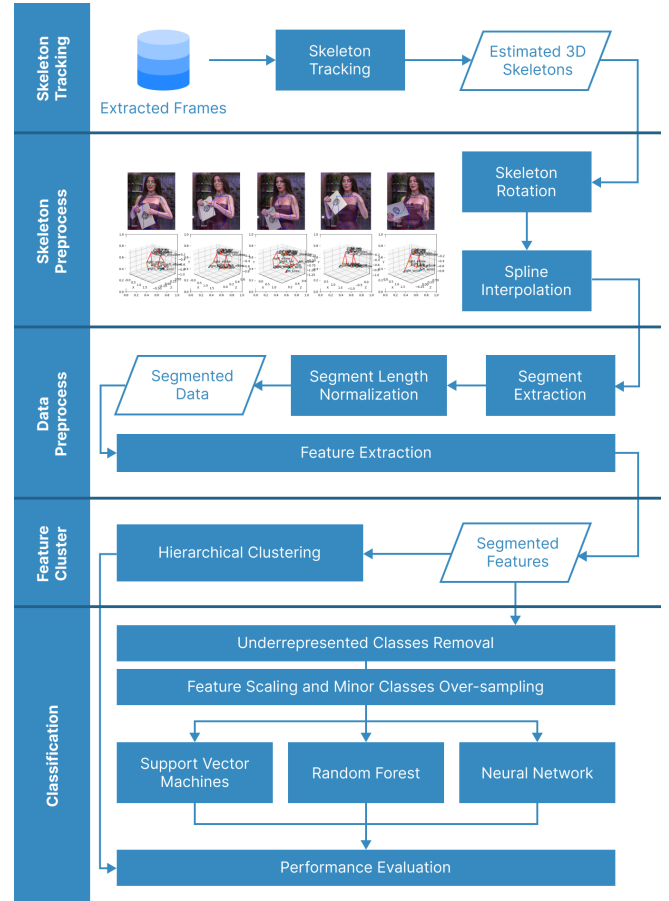 Skeleton
Tracking
Extracted Frames
Skeleton
Tracking
Estimated 3D
Skeletons
Skeleton
Preprocess
Skeleton
Rotation
Spline
Interpolation
Data
Preprocess
Segmented
Data
Segment Length
Normalization
Segment
Extraction
Feature Extraction
Feature
Cluster
Hierarchical Clustering
Segmented
Features
Classification
Underrepresented Classes Removal
Feature Scaling and Minor Classes Over-sampling
Support Vector
Machines
Random Forest
Neural Network
Performance Evaluation